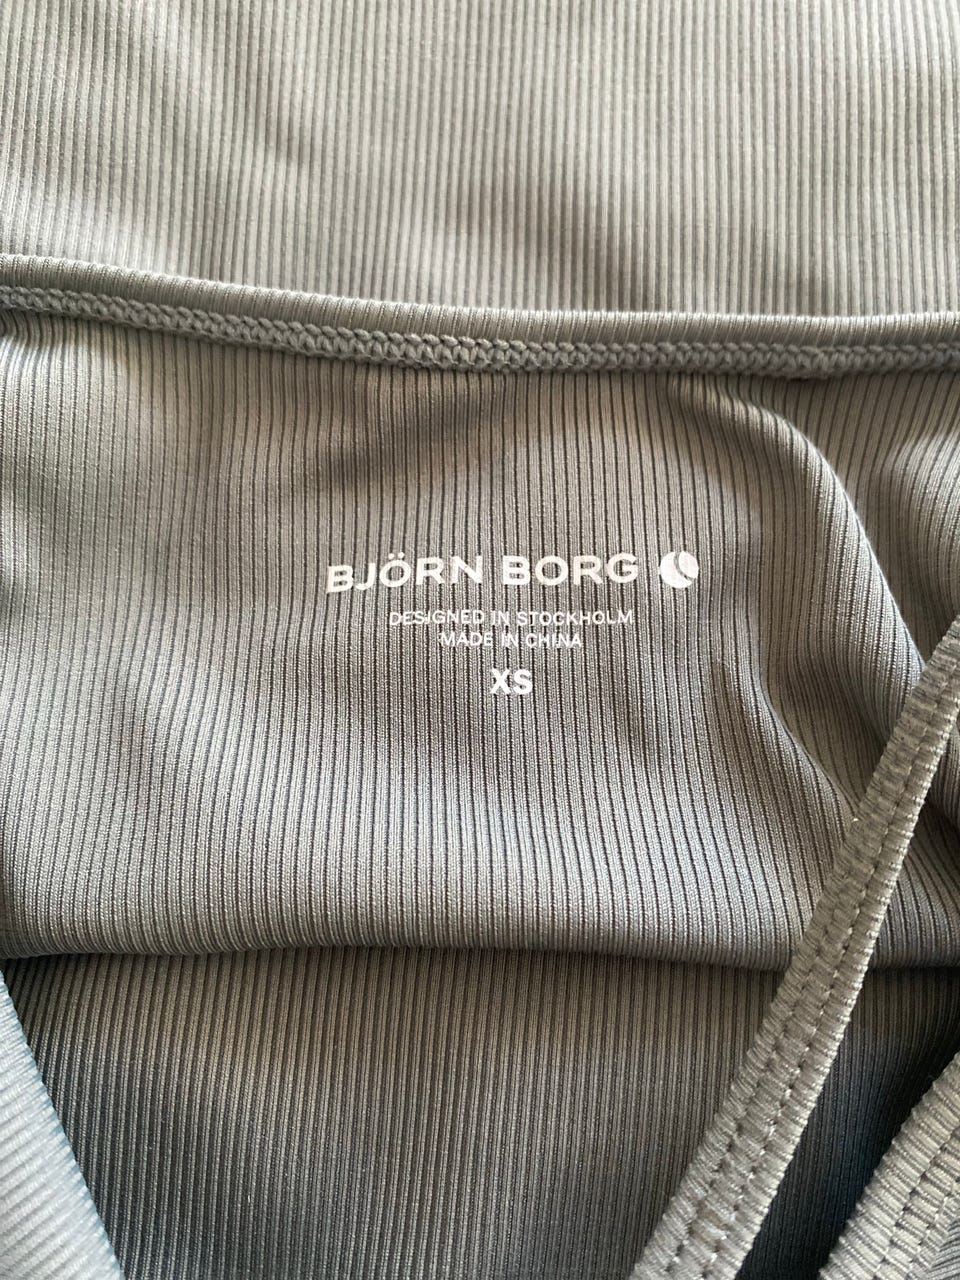 BJÖRN BORG
DESIGNED IN STOCKHOLM
MADE IN CHINA
XS